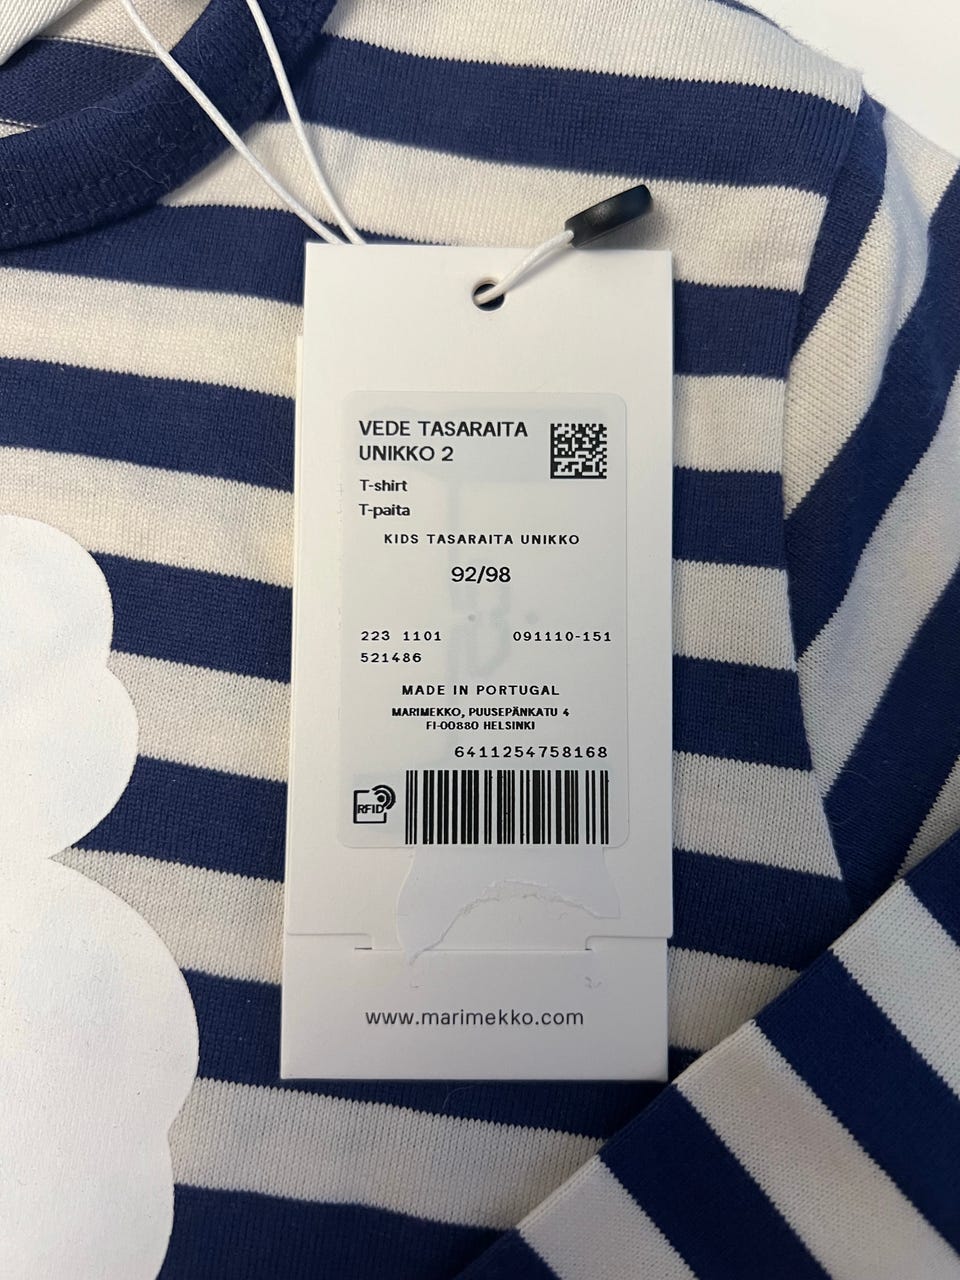 VEDE TASARAITA
UNIKKO 2
T-shirt
T-paita
KIDS TASARAITA UNIKKO
92/98
223 1101 091110-151
521486
MADE IN PORTUGAL
MARIMEKKO, PUUSEPÄNKATU 4
FI-00880 HELSINKI
6411254758168
RFID
www.marimekko.com